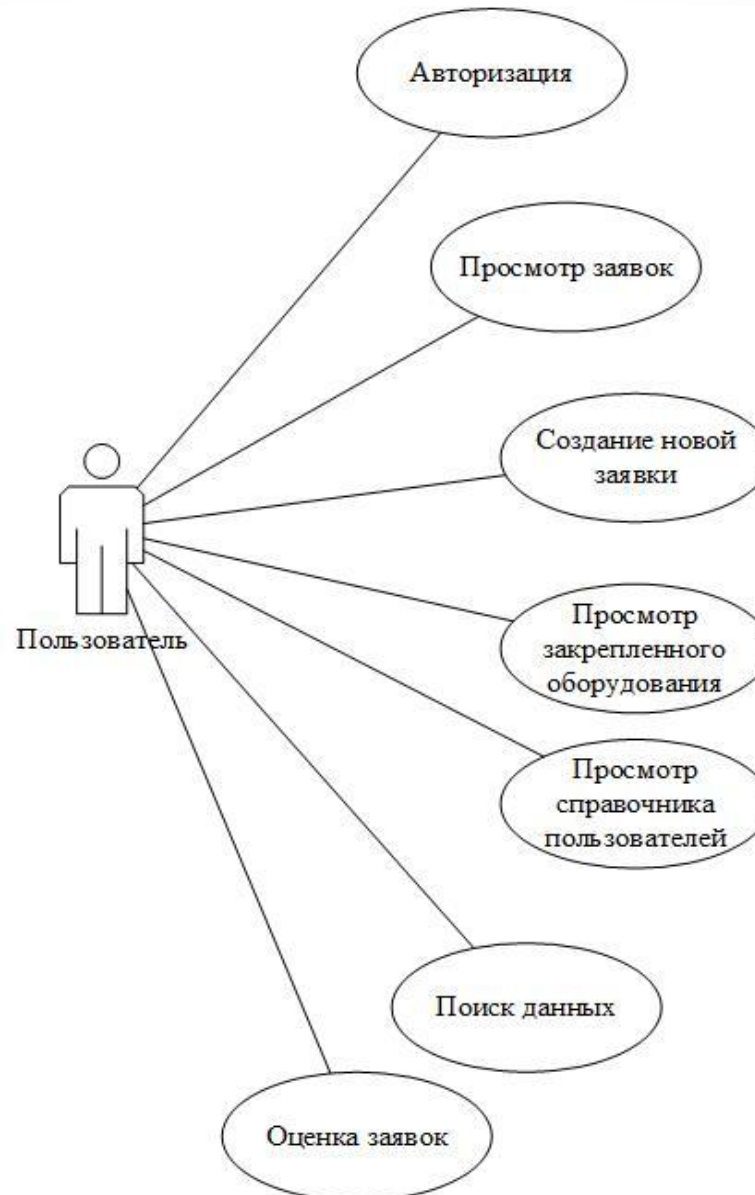 Авторизация
Просмотр заявок
Создание новой
заявки
Просмотр
закрепленного
оборудования
Пользователь
Просмотр
справочника
пользователей
Поиск данных
Оценка заявок